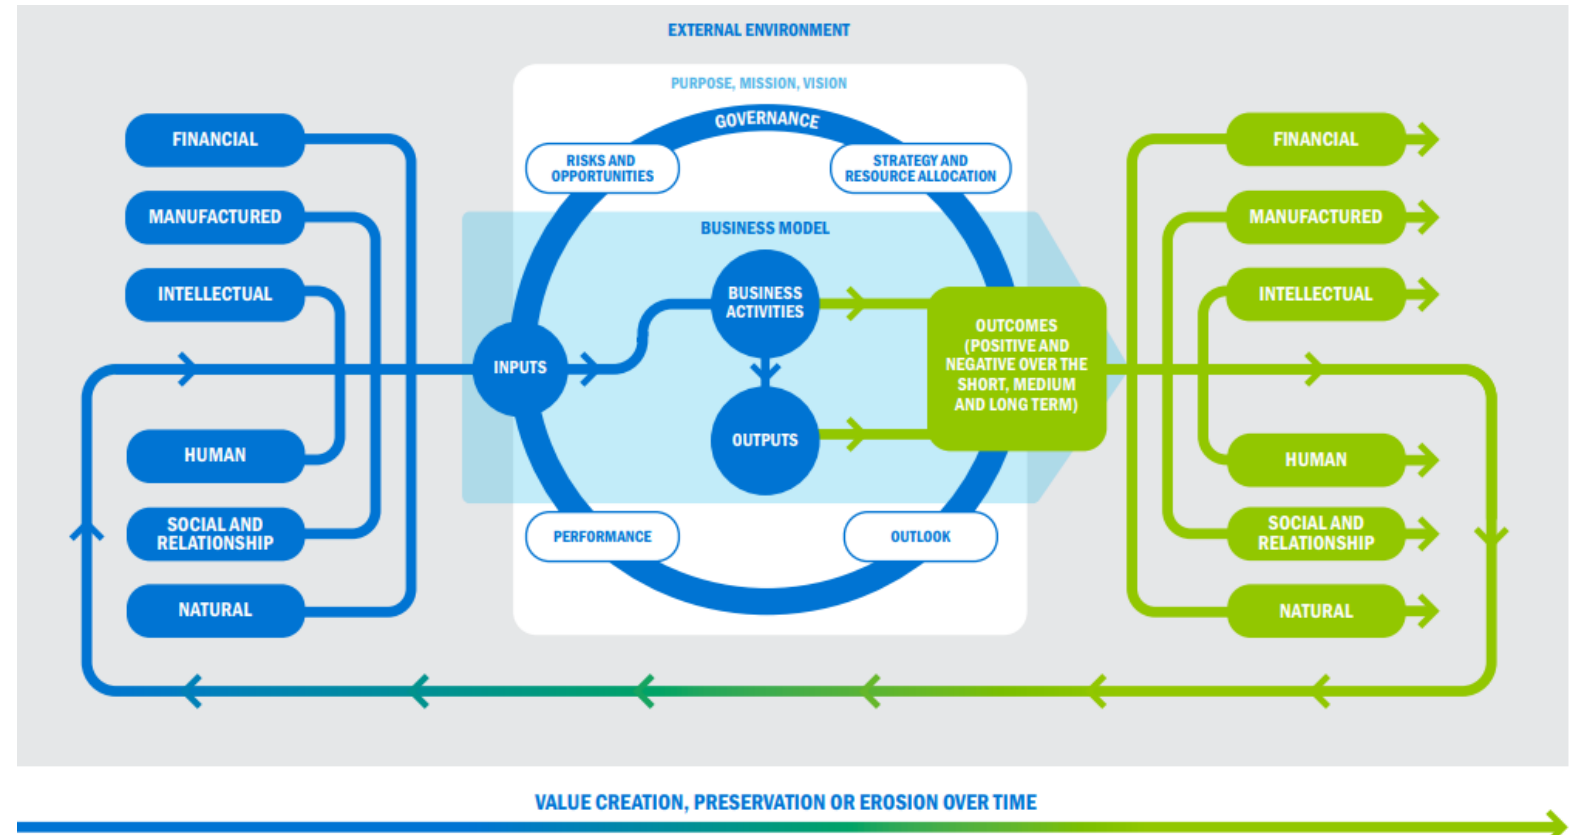 EXTERNAL ENVIRONMENT
PURPOSE, MISSION, VISION
GOVERNANCE
RISKS AND
OPPORTUNITIES
STRATEGY AND
RESOURCE ALLOCATION
FINANCIAL
MANUFACTURED
INTELLECTUAL
HUMAN
SOCIAL AND
RELATIONSHIP
NATURAL
BUSINESS MODEL
INPUTS
BUSINESS
ACTIVITIES
OUTPUTS
OUTCOMES
(POSITIVE AND
NEGATIVE OVER THE
SHORT, MEDIUM
AND LONG TERM)
PERFORMANCE
OUTLOOK
FINANCIAL
MANUFACTURED
INTELLECTUAL
HUMAN
SOCIAL AND
RELATIONSHIP
NATURAL
VALUE CREATION, PRESERVATION OR EROSION OVER TIME